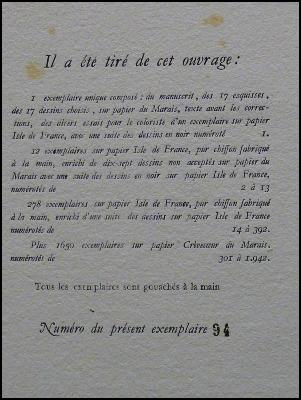 Il a été tiré de cet ouvrage :
1 exemplaire unique composé : du manuscrit, des 17 esquisses,
des 17 dessins choisis, sur papier du Marais, texte avant les correc-
tions, des divers essais pour le coloriste d'un exemplaire sur papier
Isle de France, avec une suite des dessins en noir numéroté 1.
12 exemplaires sur papier Isle de France, pur chiffon fabriqué
à la main, enrichi de dix-sept dessins non acceptés sur papier du
Marais avec une suite des dessins en noir sur papier Isle de France,
numérotés de 2 à 13
278 exemplaires sur papier Isle de France, pur chiffon fabriqué
à la main, enrichi d'une suite des dessins sur papier Isle de France
numérotés de 14 à 392.
Plus 1650 exemplaires sur papier Crèvecœur du Marais.
numérotés de 301 à 1.942.
Tous les exemplaires sont gouachés à la main
Numéro du présent exemplaire 94